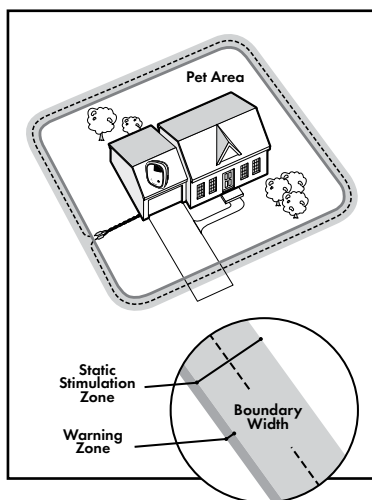 Pet Area
Static
Stimulation
Zone
Boundary
Width
Warning
Zone